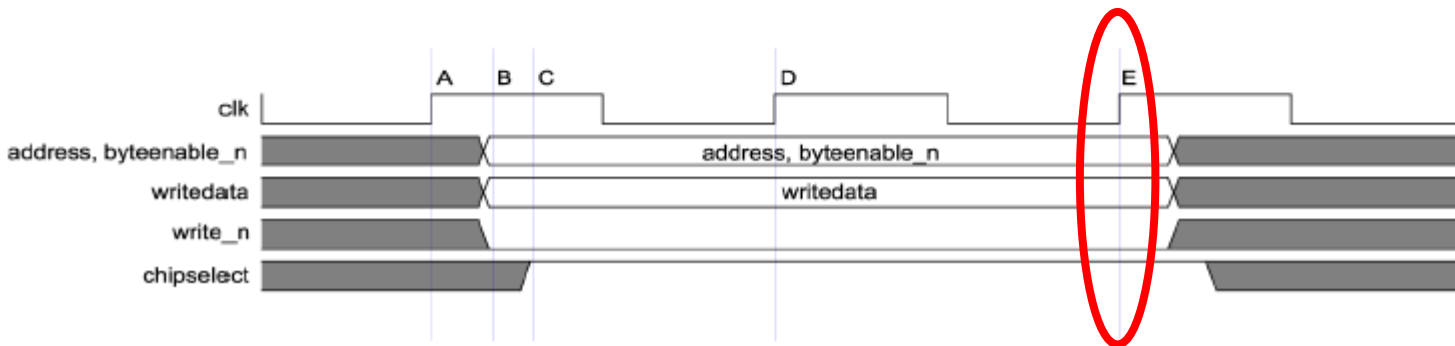 A B C D E
clk
address, byteenable_n address, byteenable_n
writedata writedata
write_n
chipselect